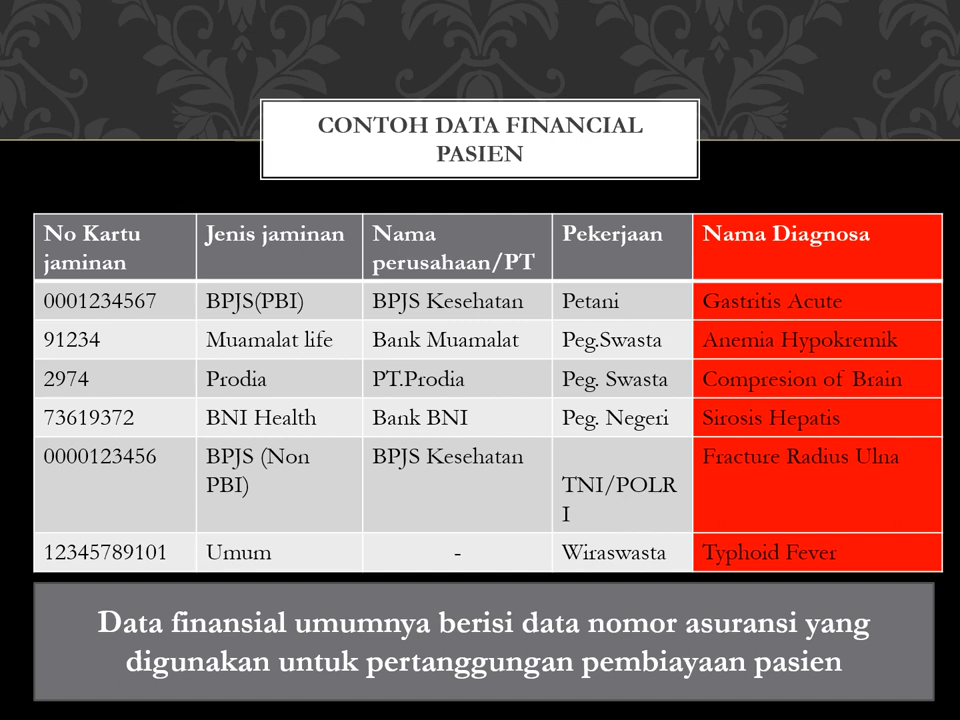 CONTOH DATA FINANCIAL
PASIEN
No Kartu jaminan Jenis jaminan Nama perusahaan/PT Pekerjaan Nama Diagnosa
0001234567 BPJS(PBI) BPJS Kesehatan Petani Gastritis Acute
91234 Muamalat life Bank Muamalat Peg.Swasta Anemia Hypokremik
2974 Prodia PT.Prodia Peg. Swasta Compresion of Brain
73619372 BNI Health Bank BNI Peg. Negeri Sirosis Hepatis
0000123456 BPJS (Non PBI) BPJS Kesehatan TNI/POLRI Fracture Radius Ulna
12345789101 Umum - Wiraswasta Typhoid Fever
Data finansial umumnya berisi data nomor asuransi yang
digunakan untuk pertanggungan pembiayaan pasien